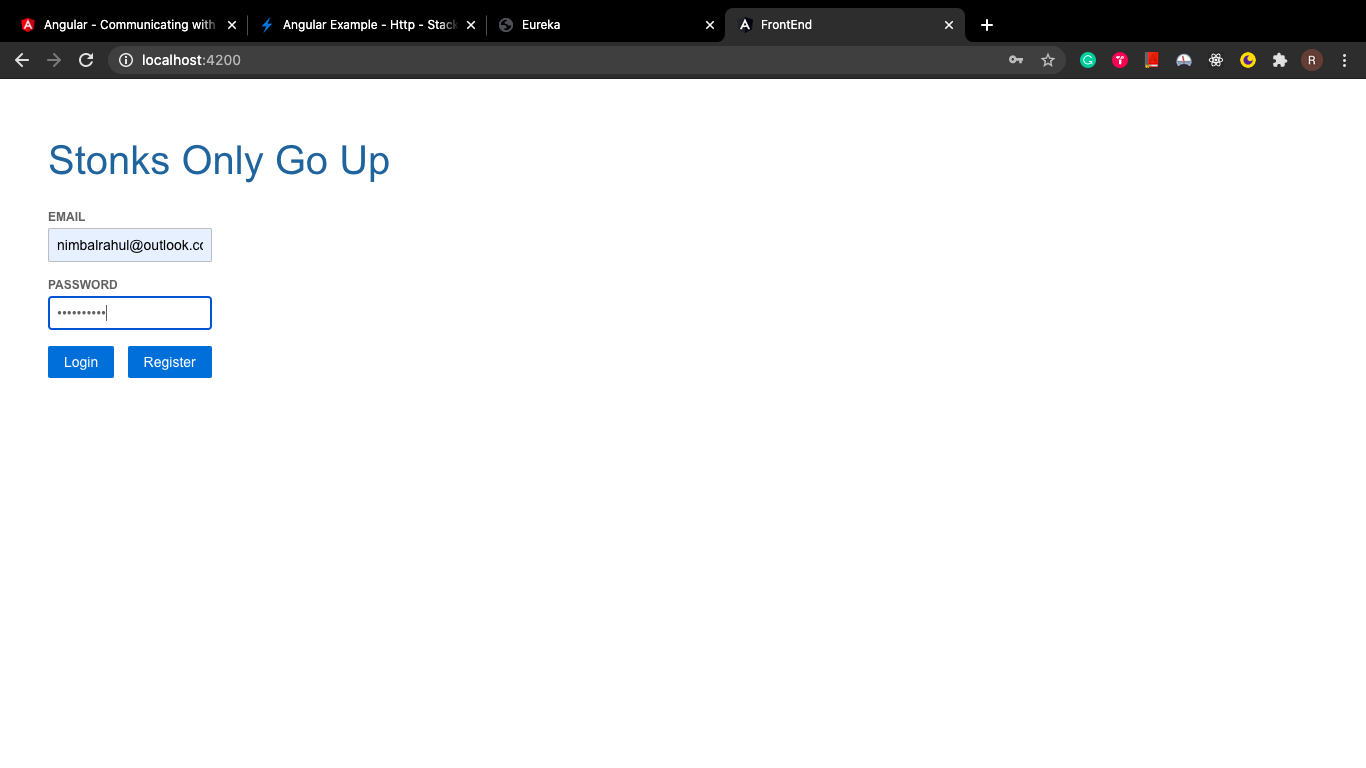 Angular - Communicating with
Angular Example - Http - Stack
Eureka
FrontEnd
localhost:4200
R
Stonks Only Go Up
EMAIL
nimbalrahul@outlook.co
PASSWORD
••••••••••
Login
Register